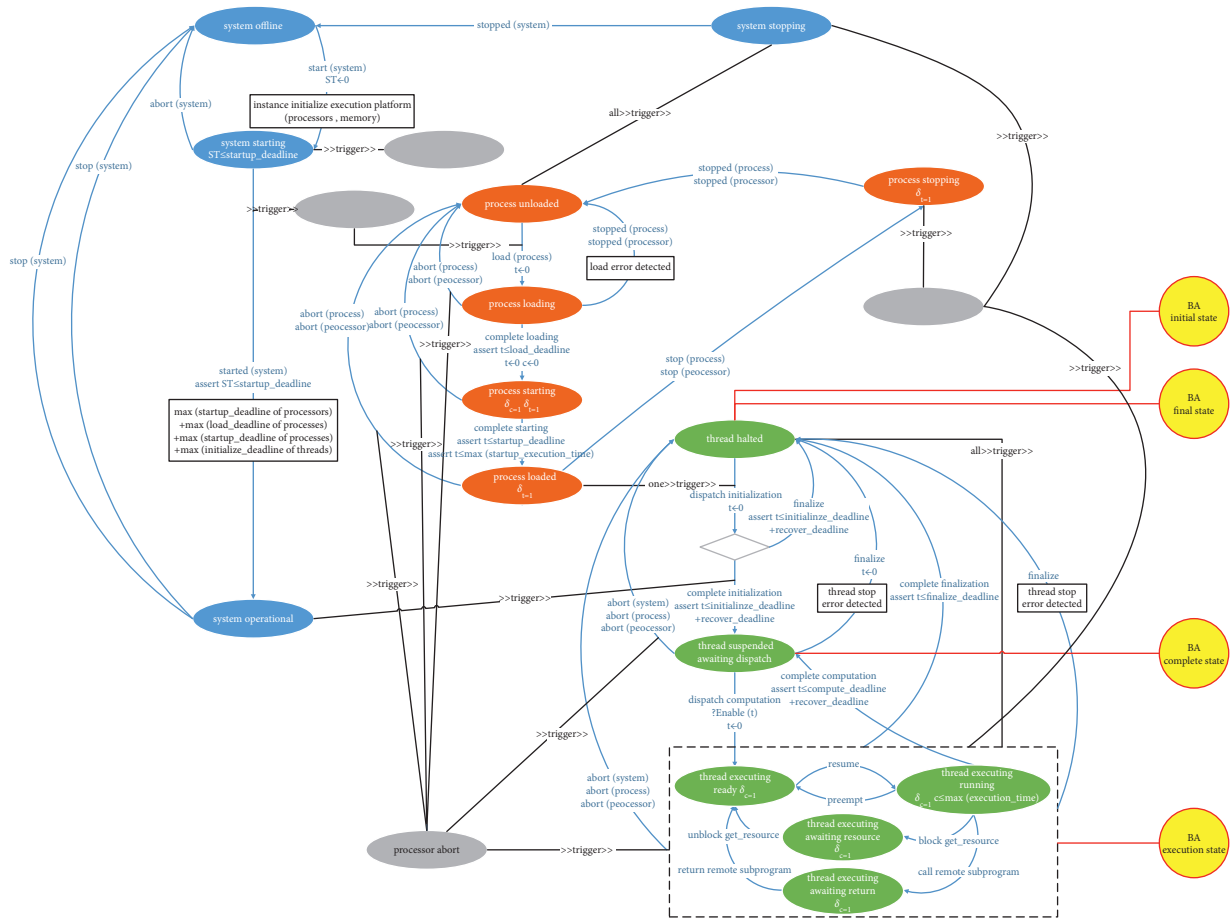 system offline
stopped (system)
system stopping
start (system)
ST←0
abort (system)
instance initialize execution platform
(processors , memory)
all>>trigger>>
system starting
ST≤startup_deadline
>>trigger>>
>>trigger>>
stop (system)
stopped (process)
stopped (processor)
process stopping
δ t=1
process unloaded
>>trigger>>
stopped (process)
stopped (processor)
>>trigger>>
>>trigger>>
load (process)
t←0
load error detected
stop (system)
abort (process)
abort (peocessor)
process loading
BA
initial state
abort (process)
abort (peocessor)
abort (process)
abort (peocessor)
>>trigger>>
complete loading
assert t≤load_deadline
t←0 c←0
>>trigger>>
stop (process)
stop (peocessor)
started (system)
assert ST≤startup_deadline
process starting
δ c=1 δ t=1
BA
final state
max (startup_deadline of processors)
+max (load_deadline of processes)
+max (startup_deadline of processes)
+max (initialize_deadline of threads)
complete starting
assert t≤startup_deadline
assert t≤max (startup_execution_time)
>>trigger>>
thread halted
all>>trigger>>
process loaded
δ t=1
one>>trigger>>
dispatch initialization
t←0
finalize
assert t≤initialinze_deadline
+recover_deadline
finalize
t←0
thread stop
error detected
complete finalization
assert t≤finalize_deadline
finalize
thread stop
error detected
>>trigger>>
>>trigger>>
complete initialization
assert t≤initialinze_deadline
+recover_deadline
system operational
abort (system)
abort (process)
abort (peocessor)
thread suspended
awaiting dispatch
BA
complete state
complete computation
assert t≤compute_deadline
+recover_deadline
dispatch computation
?Enable (t)
t←0
>>trigger>>
abort (system)
abort (process)
abort (peocessor)
resume
thread executing
ready δ c=1
thread executing
running
δ c=1 c≤max (execution_time)
preempt
unblock get_resource
thread executing
awaiting resource
δ c=1
block get_resource
BA
execution state
processor abort
>>trigger>>
return remote subprogram
call remote subprogram
thread executing
awaiting return
δ c=1